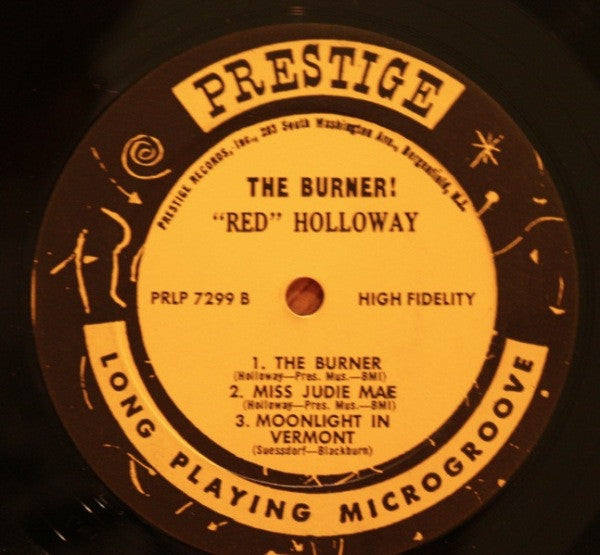 PRESTIGE
PRESTIGE RECORDS, Inc., 203 South Washington Ave., Bergenfield, N.J.
THE BURNER!
“RED” HOLLOWAY
PRLP 7299 B
HIGH FIDELITY
1. THE BURNER
(Holloway—Pres. Mus.—BMI)
2. MISS JUDIE MAE
(Holloway—Pres. Mus.—BMI)
3. MOONLIGHT IN
VERMONT
(Suessdorf—Blackburn)
LONG PLAYING MICROGROOVE